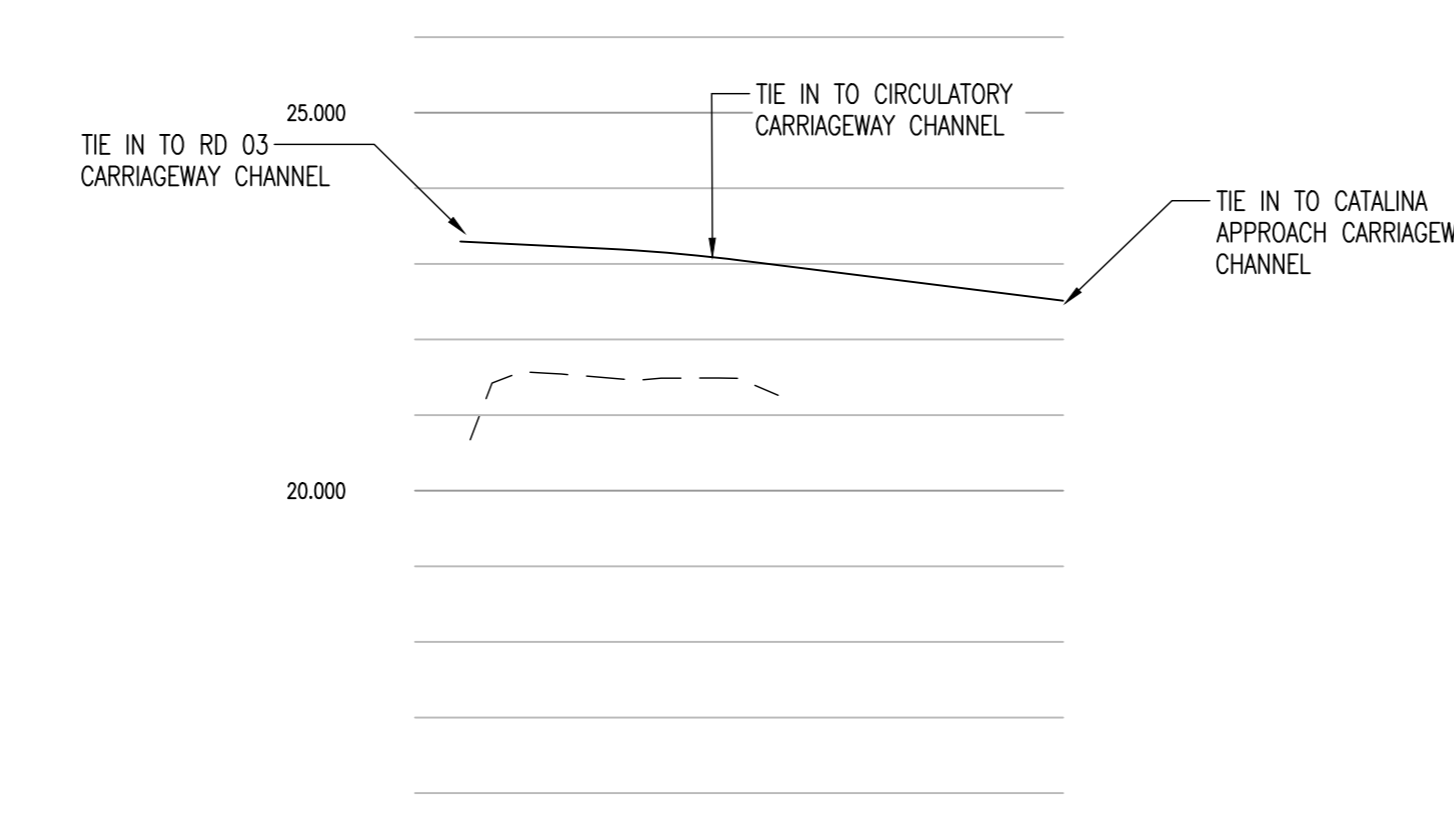 25.000
TIE IN TO RD 03
CARRIAGEWAY CHANNEL
TIE IN TO CIRCULATORY
CARRIAGEWAY CHANNEL
TIE IN TO CATALINA
APPROACH CARRIAGEW
CHANNEL
20.000